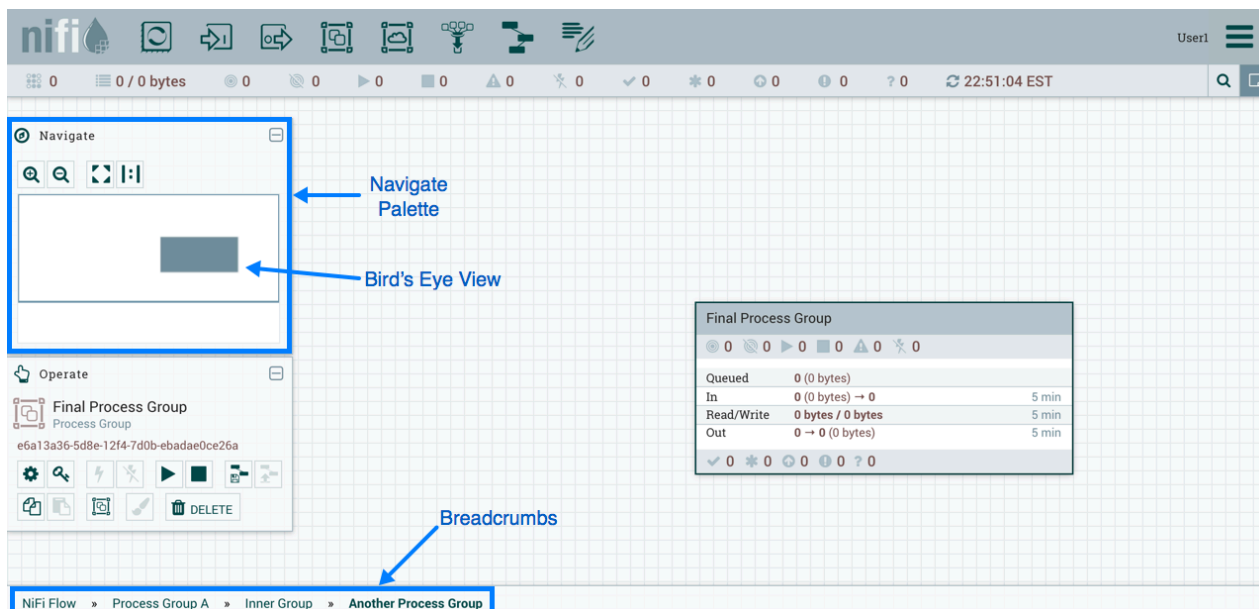 nifi
User1
0
0 / 0 bytes
0
0
0
0
0
0
0
0
0
0
? 0
22:51:04 EST
Navigate
Navigate
Palette
Bird's Eye View
Final Process Group
0 0 0 0 0 0
Queued 0 (0 bytes)
In 0 (0 bytes) → 0 5 min
Read/Write 0 bytes / 0 bytes 5 min
Out 0 → 0 (0 bytes) 5 min
0 0 0 0 ? 0
Operate
Final Process Group
Process Group
e6a13a36-5d8e-12f4-7d0b-ebadae0ce26a
DELETE
Breadcrumbs
NiFi Flow » Process Group A » Inner Group » Another Process Group